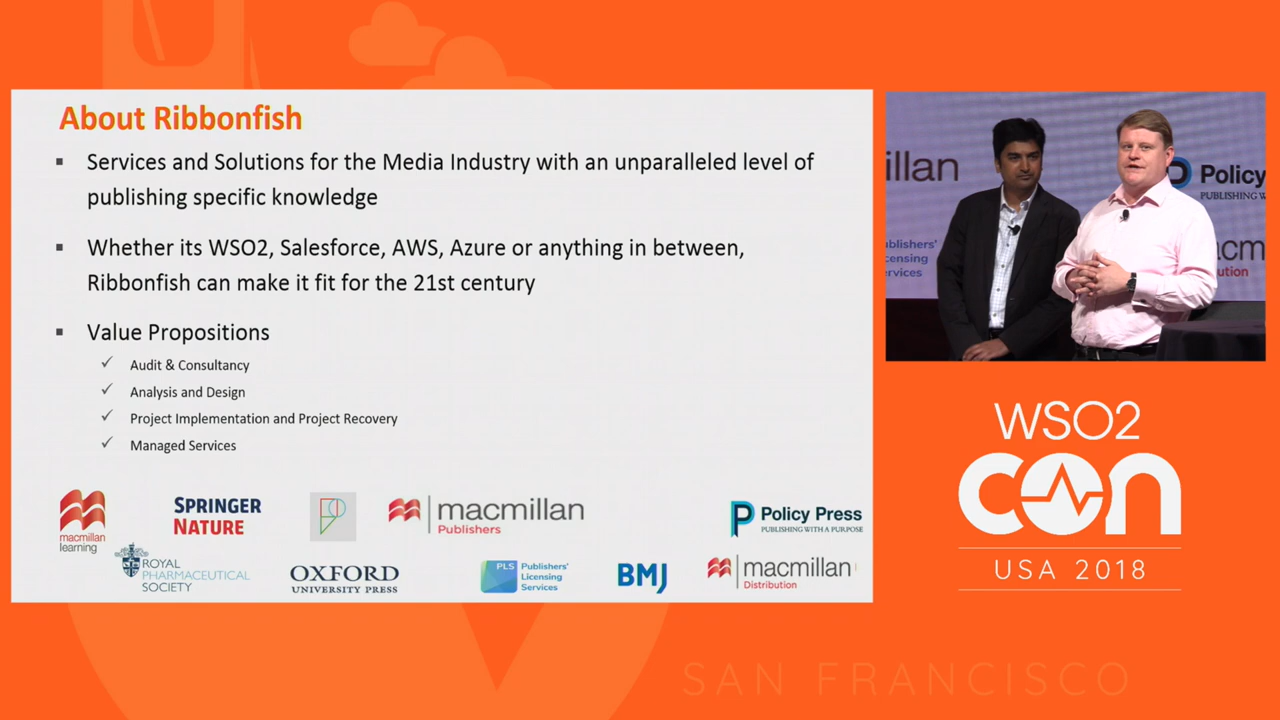 About Ribbonfish
▪ Services and Solutions for the Media Industry with an unparalleled level of
publishing specific knowledge
▪ Whether its WSO2, Salesforce, AWS, Azure or anything in between,
Ribbonfish can make it fit for the 21st century
▪ Value Propositions
✓ Audit & Consultancy
✓ Analysis and Design
✓ Project Implementation and Project Recovery
✓ Managed Services
macmillan
learning
SPRINGER
NATURE
macmillan
Publishers
Policy Press
PUBLISHING WITH A PURPOSE
ROYAL
PHARMACEUTICAL
SOCIETY
OXFORD
UNIVERSITY PRESS
PLS
Publishers'
Licensing
Services
BMJ
macmillan
Distribution
illan
Policy
PUBLISHING W
ublishers'
censing
ervices
acm
ution
WSO2
con
USA 2018
SAN FRANCISCO